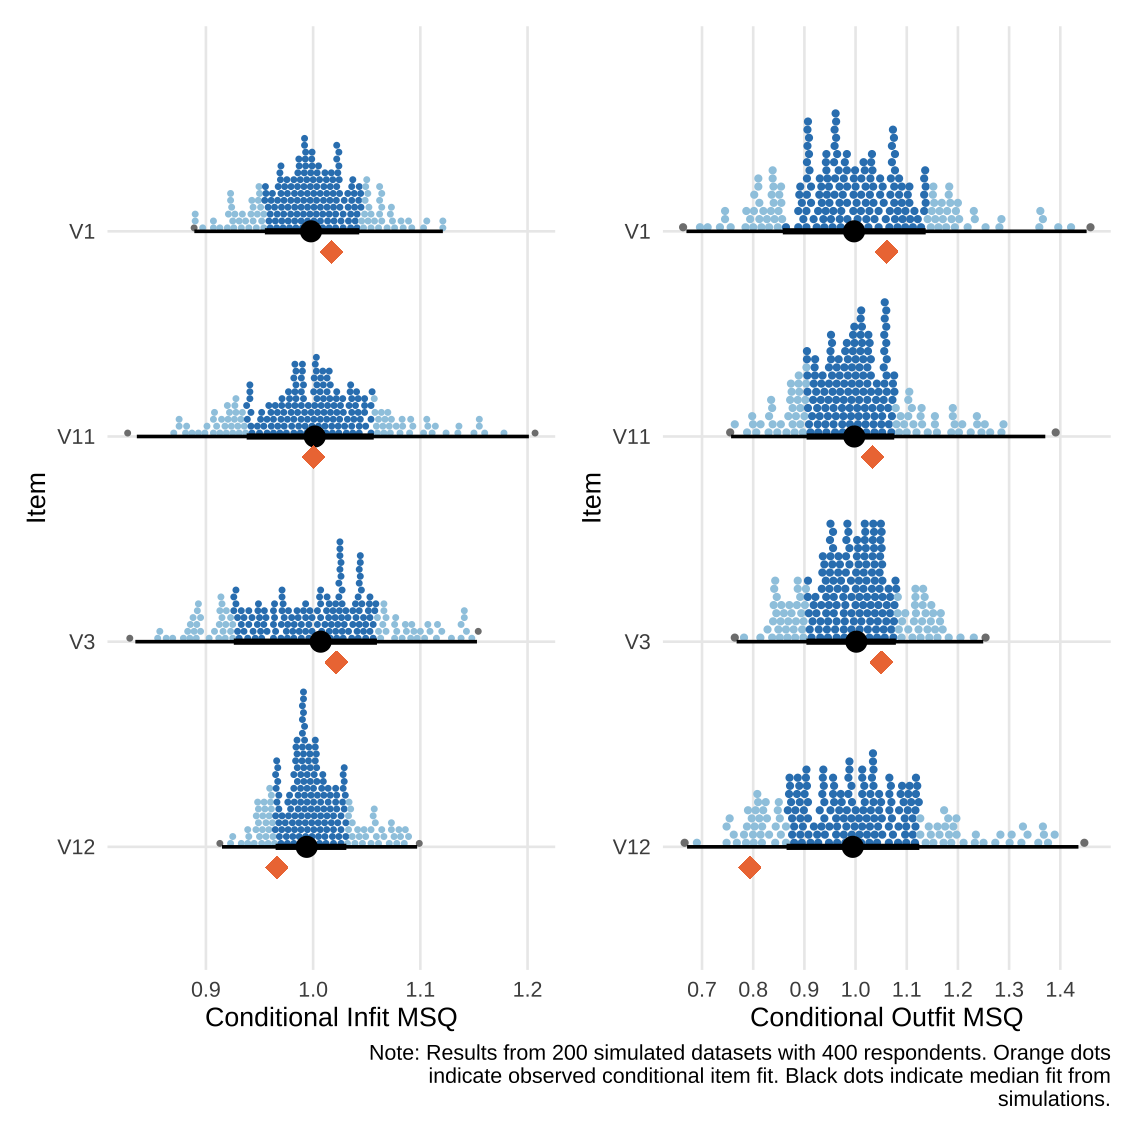 V1
V11
V3
V12
Item
0.9 1.0 1.1 1.2
Conditional Infit MSQ
V1
V11
V3
V12
Item
0.7 0.8 0.9 1.0 1.1 1.2 1.3 1.4
Conditional Outfit MSQ
Note: Results from 200 simulated datasets with 400 respondents. Orange dots
indicate observed conditional item fit. Black dots indicate median fit from
simulations.